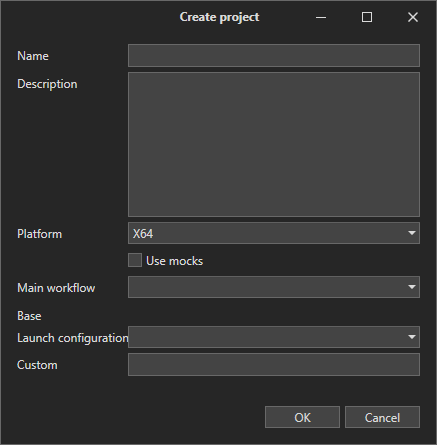 Create project
Name
Description
Platform
X64
Use mocks
Main workflow
Base
Launch configuration
Custom
OK
Cancel